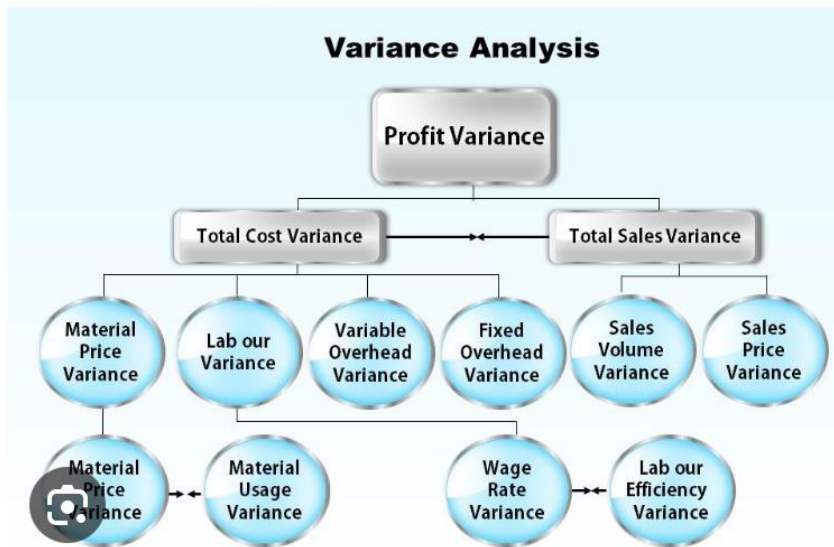 Variance Analysis
Profit Variance
Total Cost Variance
Total Sales Variance
Material
Price
Variance
Lab our
Variance
Variable
Overhead
Variance
Fixed
Overhead
Variance
Sales
Volume
Variance
Sales
Price
Variance
Material
Price
Variance
Material
Usage
Variance
Wage
Rate
Variance
Lab our
Efficiency
Variance